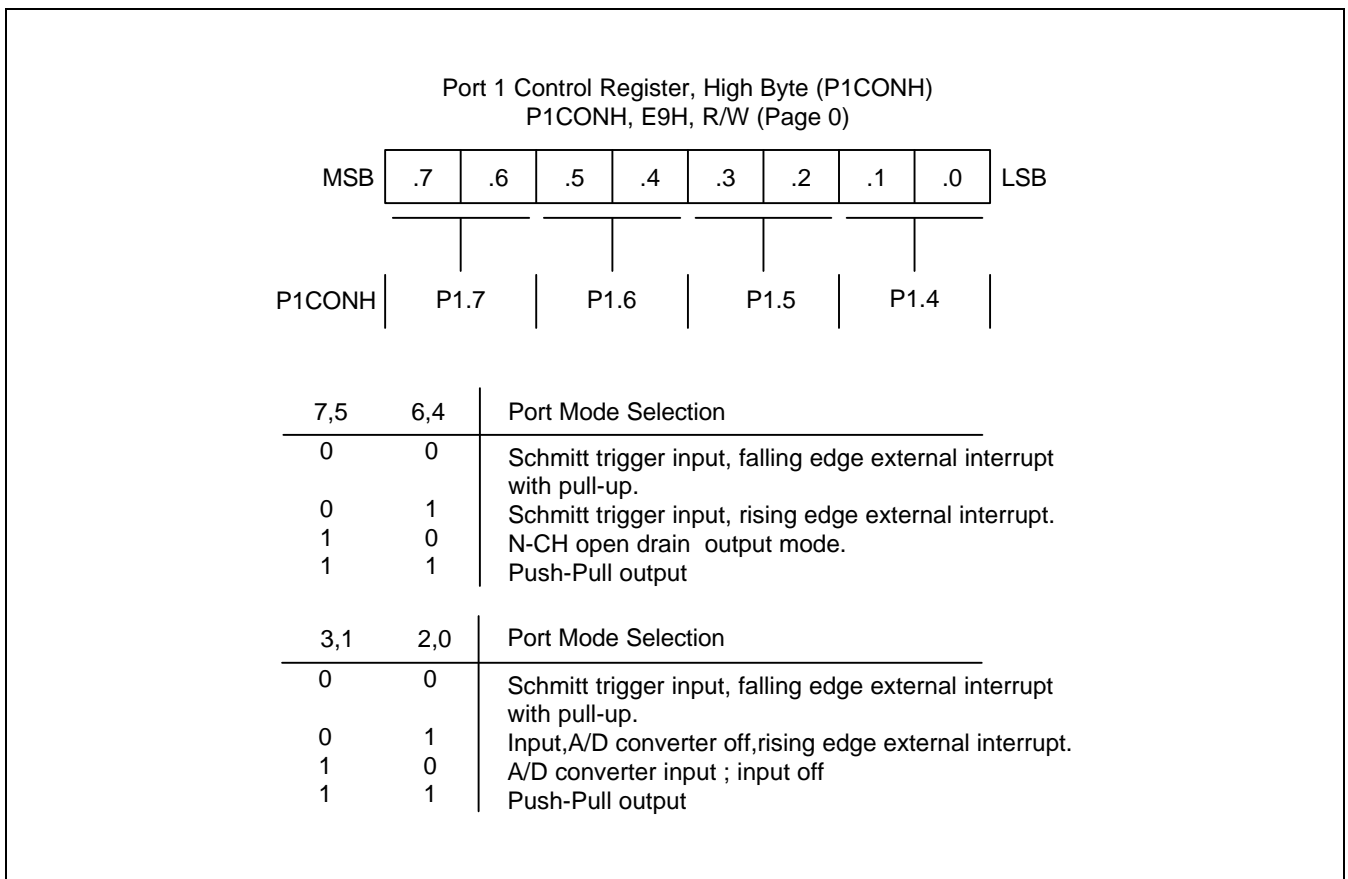 Port 1 Control Register, High Byte (P1CONH)
P1CONH, E9H, R/W (Page 0)
MSB .7 .6 .5 .4 .3 .2 .1 .0 LSB
P1CONH P1.7 P1.6 P1.5 P1.4
7,5 6,4 Port Mode Selection
0 0 Schmitt trigger input, falling edge external interrupt
with pull-up.
0 1 Schmitt trigger input, rising edge external interrupt.
1 0 N-CH open drain output mode.
1 1 Push-Pull output
3,1 2,0 Port Mode Selection
0 0 Schmitt trigger input, falling edge external interrupt
with pull-up.
0 1 Input,A/D converter off,rising edge external interrupt.
1 0 A/D converter input ; input off
1 1 Push-Pull output